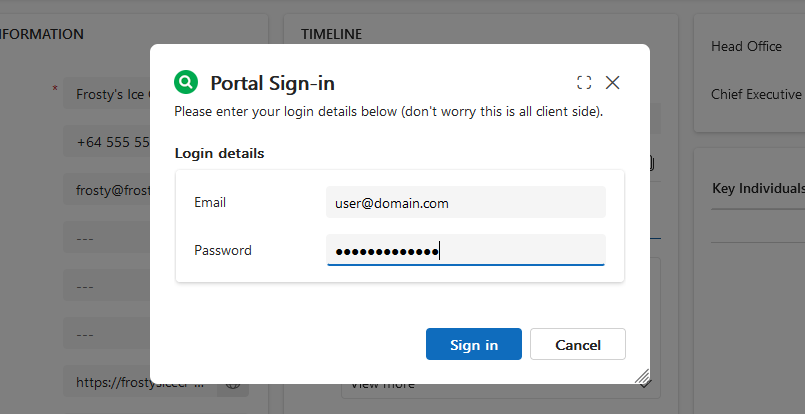 INFORMATION
TIMELINE
Head Office
Chief Executive
Frosty's Ice
+64 555
frosty@frost
---
---
---
https://frostysicecr-...
Key Individuals
View more
Portal Sign-in
Please enter your login details below (don't worry this is all client side).
Login details
Email
user@domain.com
Password
●●●●●●●●●●●●●
Sign in
Cancel